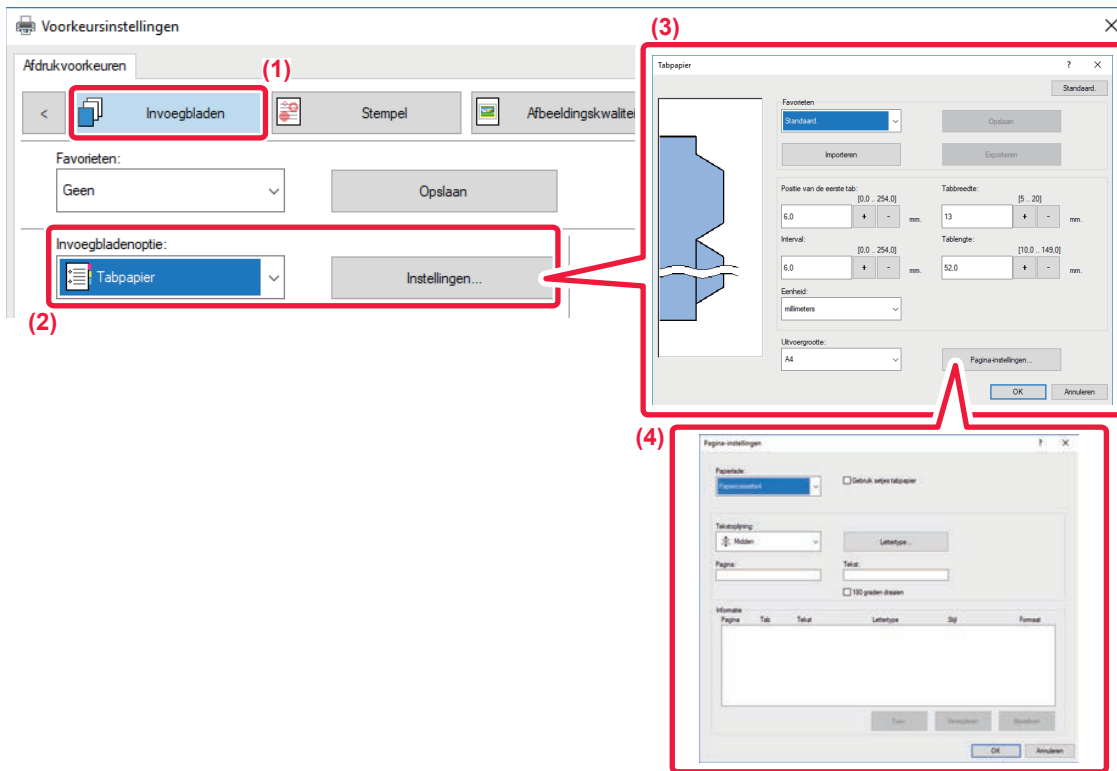 Voorkeursinstellingen
Afdrukvoorkeuren
(1)
<
Invoegbladen
Stempel
Afbeeldingskwalitei
Favorieten:
Geen
Opslaan
Invoegbladenoptie:
Tabpapier
Instellingen...
(2)
(3)
Tabpapier
?
Standaard.
Favorieten
Standaard.
Opslaan
Importeren
Exporteren
Positie van de eerste tab:
[0,0 .. 254,0]
6,0
+
-
mm.
Tabbreedte:
[5 .. 20]
13
+
-
mm.
Interval:
[0,0 .. 254,0]
6,0
+
-
mm.
Tablengte:
[10.0 .. 149.0]
52.0
+
-
mm.
Eenheid:
millimeters
Uitvoergrootte:
A4
Pagina-instellingen...
OK
Annuleren
(4)
Pagina-instellingen
?
Papierlade:
Papiercassette4
Gebruik setjes tabpapier
Tekstoplijning:
Midden
Lettertype...
Pagina:
Tekst:
180 graden draaien
Informatie
Pagina Tab Tekst Lettertype Stijl Formaat
Toev.
Verwijderen
OK
Annuleren